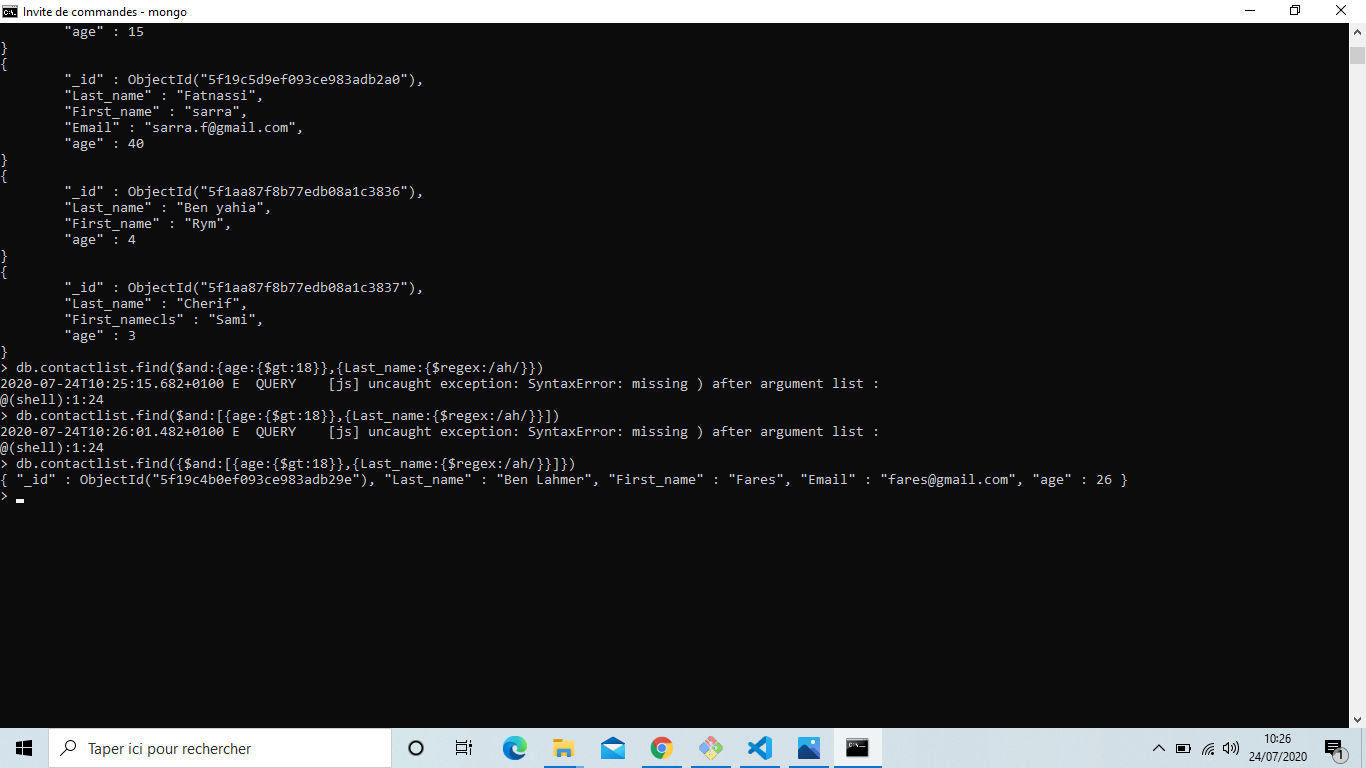 Invite de commandes - mongo
"age" : 15
}
{
"_id" : ObjectId("5f19c5d9ef093ce983adb2a0"),
"Last_name" : "Fatnassi",
"First_name" : "sarra",
"Email" : "sarra.f@gmail.com",
"age" : 40
}
{
"_id" : ObjectId("5f1aa87f8b77edb08a1c3836"),
"Last_name" : "Ben yahia",
"First_name" : "Rym",
"age" : 4
}
{
"_id" : ObjectId("5f1aa87f8b77edb08a1c3837"),
"Last_name" : "Cherif",
"First_namecls" : "Sami",
"age" : 3
}
> db.contactlist.find($and:{age:{$gt:18}},{Last_name:{$regex:/ah/}})
2020-07-24T10:25:15.682+0100 E  QUERY    [js] uncaught exception: SyntaxError: missing ) after argument list :
@(shell):1:24
> db.contactlist.find($and:[{age:{$gt:18}},{Last_name:{$regex:/ah/}}])
2020-07-24T10:26:01.482+0100 E  QUERY    [js] uncaught exception: SyntaxError: missing ) after argument list :
@(shell):1:24
> db.contactlist.find({$and:[{age:{$gt:18}},{Last_name:{$regex:/ah/}}]})
{ "_id" : ObjectId("5f19c4b0ef093ce983adb29e"), "Last_name" : "Ben Lahmer", "First_name" : "Fares", "Email" : "fares@gmail.com", "age" : 26 }
>
Taper ici pour rechercher
10:26
24/07/2020
1